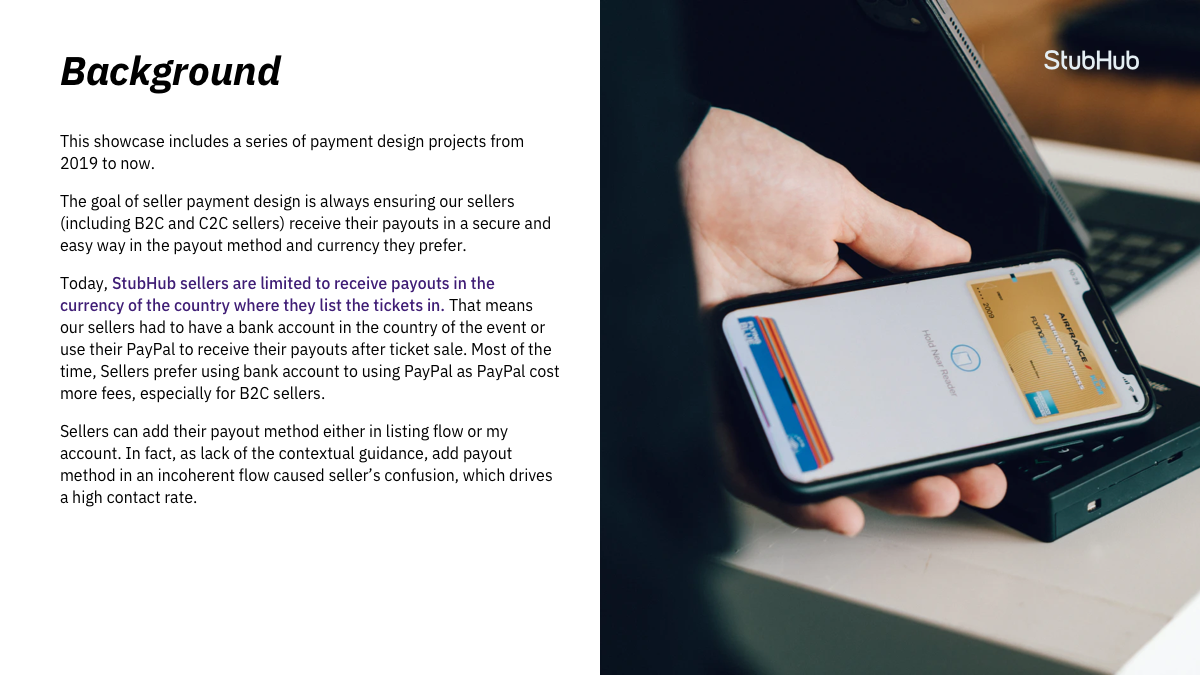 Background
StubHub
This showcase includes a series of payment design projects from
2019 to now.
The goal of seller payment design is always ensuring our sellers
(including B2C and C2C sellers) receive their payouts in a secure and
easy way in the payout method and currency they prefer.
Today, StubHub sellers are limited to receive payouts in the
currency of the country where they list the tickets in. That means
our sellers had to have a bank account in the country of the event or
use their PayPal to receive their payouts after ticket sale. Most of the
time, Sellers prefer using bank account to using PayPal as PayPal cost
more fees, especially for B2C sellers.
Sellers can add their payout method either in listing flow or my
account. In fact, as lack of the contextual guidance, add payout
method in an incoherent flow caused seller’s confusion, which drives
a high contact rate.
AIRFRANCE
AMERICAN EXPRESS
FLYING BLUE
•••• 2009
Hold Near Reader